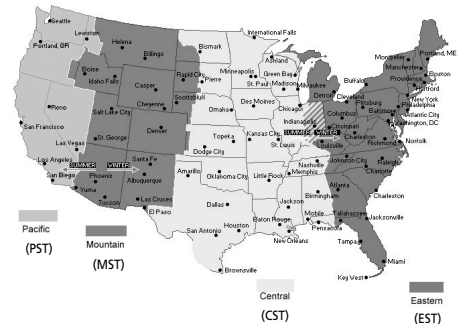 Seattle
Portland, OR
Lewiston
Helena
Billings
Boise
Idaho Falls
Rapid City
Casper
Scottsbluff
Cheyenne
Reno
Salt Lake City
Denver
San Francisco
St. George
Las Vegas
Los Angeles
SUMMER WINTER
San Diego
Yuma
Phoenix
Tucson
Santa Fe
Albuquerque
Las Cruces
El Paso
International Falls
Bismark
Pierre
Minneapolis
St. Paul
Ashland
Green Bay
Madison
Milwaukee
Omaha
Des Moines
Chicago
Topeka
Kansas City
Dodge City
St. Louis
Amarillo
Oklahoma City
Little Rock
Memphis
Nashville
Dallas
Jackson
Birmingham
Mobile
Pensacola
San Antonio
Houston
Baton Rouge
New Orleans
Brownsville
Detroit
Cleveland
Indianapolis
SUMMER WINTER
Columbus
Cincinnati
Louisville
Johnson City
Pittsburg
Buffalo
Montpelier
Portland, ME
Manchester
Boston
Providence
Hartford
New York
Philadelphia
Atlantic City
Baltimore
Washington, DC
Charleston
Richmond
Norfolk
Raleigh
Charlotte
Charleston
Atlanta
Tallahassee
Jacksonville
Tampa
Miami
Key West
Pacific
(PST)
Mountain
(MST)
Central
(CST)
Eastern
(EST)